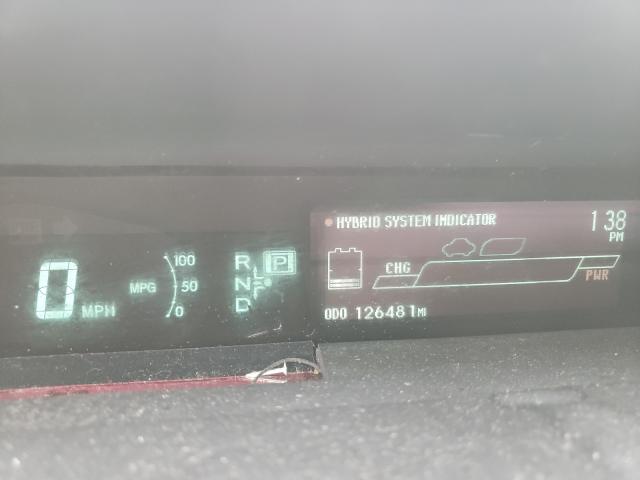 HYBRID SYSTEM INDICATOR
1:38
PM
0 MPH
MPG
100
50
0
R
N
D
P
CHG
PWR
ODO 126481 MI